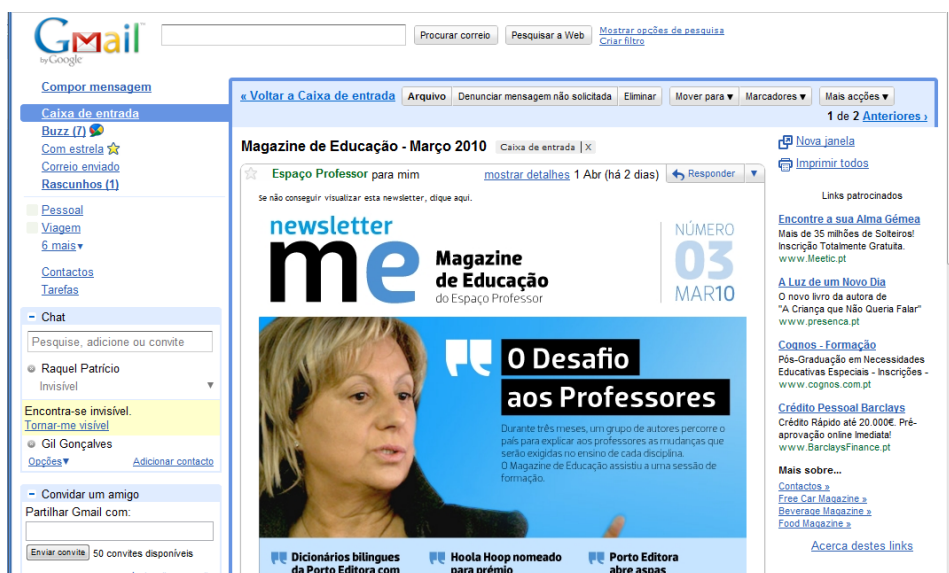 Gmail
by Google
Procurar correio
Pesquisar a Web
Mostrar opções de pesquisa
Criar filtro
Compor mensagem
Caixa de entrada
Buzz (7)
Com estrela
Correio enviado
Rascunhos (1)
Pessoal
Viagem
6 mais▼
Contactos
Tarefas
− Chat
Pesquise, adicione ou convite
Raquel Patrício
Invisível
Encontra-se invisível.
Tornar-me visível
Gil Gonçalves
Opções▼ Adicionar contacto
− Convidar um amigo
Partilhar Gmail com:
Enviar convite 50 convites disponíveis
« Voltar a Caixa de entrada Arquivo Denunciar mensagem não solicitada Eliminar Mover para ▼ Marcadores ▼ Mais acções ▼
1 de 2 Anteriores ›
Magazine de Educação - Março 2010 Caixa de entrada | X
Espaço Professor para mim mostrar detalhes 1 Abr (há 2 dias) Responder ▼
Se não conseguir visualizar esta newsletter, clique aqui.
newsletter
me
Magazine
de Educação
do Espaço Professor
NÚMERO
03
MAR10
O Desafio
aos Professores
Durante três meses, um grupo de autores percorre o
país para explicar aos professores as mudanças que
serão exigidas no ensino de cada disciplina.
O Magazine de Educação assistiu a uma sessão de
formação.
Dicionários bilingues
da Porto Editora com
Hoola Hoop nomeado
para prémio
Porto Editora
abre aspas
Nova janela
Imprimir todos
Links patrocinados
Encontre a sua Alma Gémea
Mais de 35 milhões de Solteiros!
Inscrição Totalmente Gratuita.
www.Meetic.pt
A Luz de um Novo Dia
O novo livro da autora de
"A Criança que Não Queria Falar"
www.presenca.pt
Cognos - Formação
Pós-Graduação em Necessidades
Educativas Especiais - Inscrições -
www.cognos.com.pt
Crédito Pessoal Barclays
Crédito Rápido até 20.000€. Pré-
aprovação online Imediata!
www.BarclaysFinance.pt
Mais sobre...
Contactos »
Free Car Magazine »
Beverage Magazine »
Food Magazine »
Acerca destes links